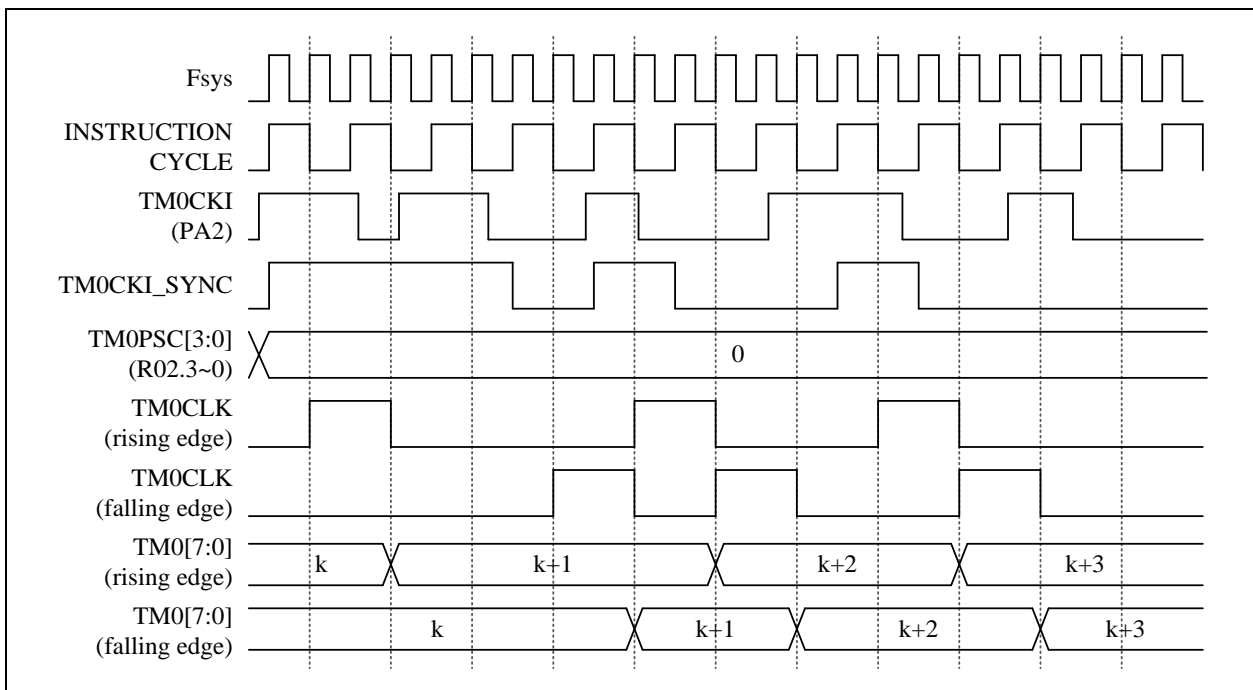 Fsys
INSTRUCTION
CYCLE
TM0CKI
(PA2)
TM0CKI_SYNC
TM0PSC[3:0]
(R02.3~0)
0
TM0CLK
(rising edge)
TM0CLK
(falling edge)
TM0[7:0]
(rising edge)
k
k+1
k+2
k+3
TM0[7:0]
(falling edge)
k
k+1
k+2
k+3